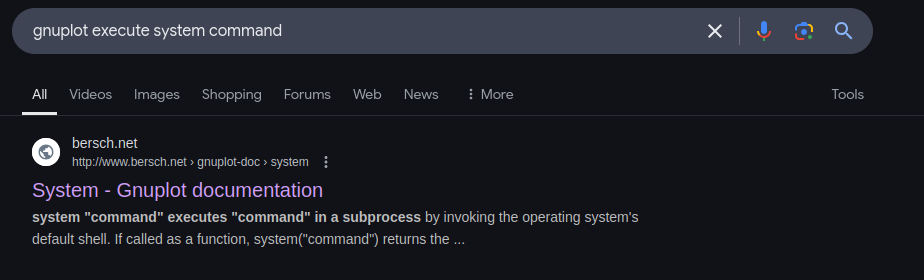 gnuplot execute system command
All Videos Images Shopping Forums Web News More Tools
bersch.net
http://www.bersch.net › gnuplot-doc › system
System - Gnuplot documentation
system "command" executes "command" in a subprocess by invoking the operating system's
default shell. If called as a function, system("command") returns the ...